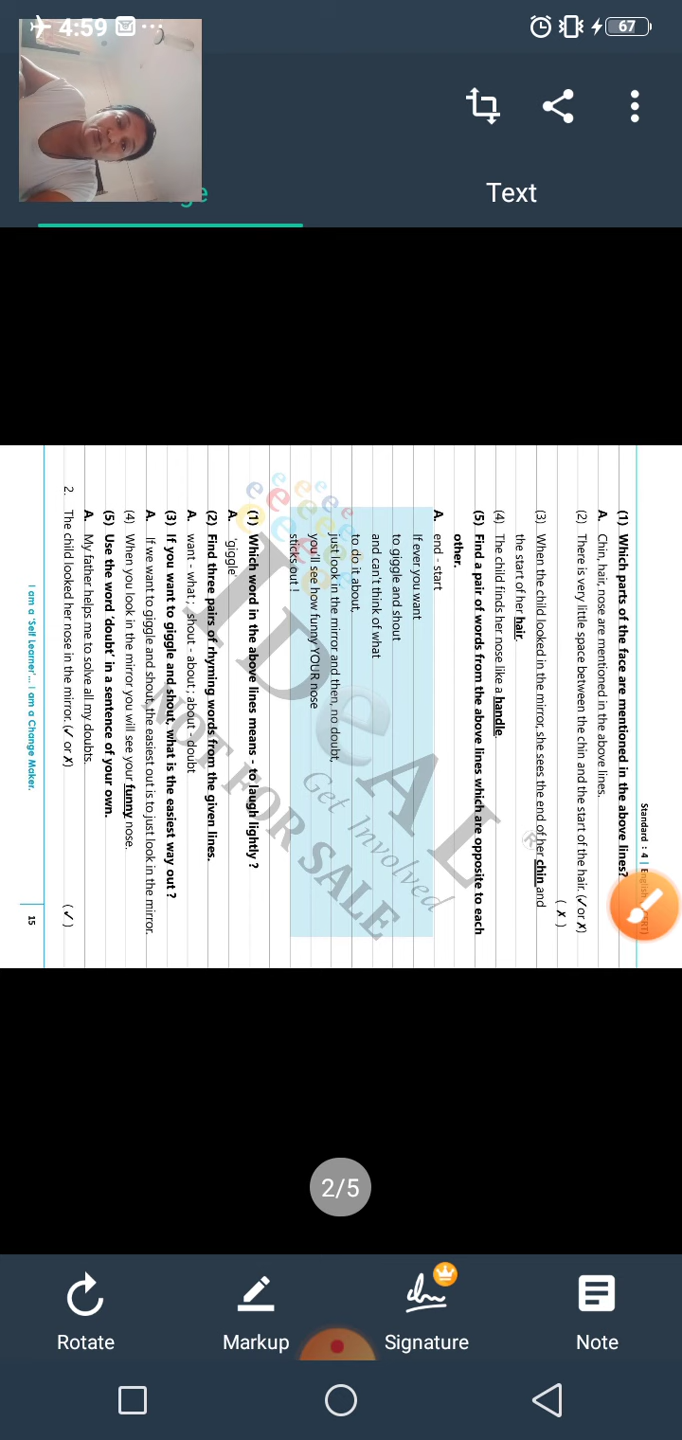 4:59
67
Text
Standard : 4 | English
(1) Which parts of the face are mentioned in the above lines?
A. Chin, hair, nose are mentioned in the above lines.
(2) There is very little space between the chin and the start of the hair. (✓ or ✗)
( ✗ )
(3) When the child looked in the mirror, she sees the end of her chin and
the start of her hair.
(4) The child finds her nose like a handle.
(5) Find a pair of words from the above lines which are opposite to each
other.
A. end - start
If ever you want
to giggle and shout
and can't think of what
to do it about,
just look in the mirror and then, no doubt,
you'll see how funny YOUR nose
sticks out !
(1) Which word in the above lines means - to laugh lightly ?
A. 'giggle'
(2) Find three pairs of rhyming words from the given lines.
A. want - what ; shout - about ; about - doubt
(3) If you want to giggle and shout, what is the easiest way out ?
A. If we want to giggle and shout, the easiest out is to just look in the mirror.
(4) When you look in the mirror you will see your funny nose.
(5) Use the word 'doubt' in a sentence of your own.
A. My father helps me to solve all my doubts.
2. The child looked her nose in the mirror. (✓ or ✗) (✓)
I am a 'Self Learner'... I am a Change Maker.
15
IDeAL
Get Involved
NOT FOR SALE
2/5
Rotate
Markup
Signature
Note